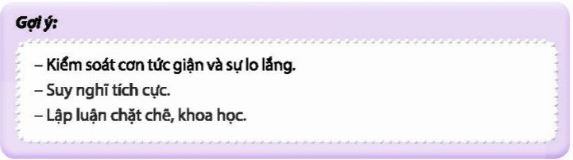 Gợi ý:
– Kiểm soát cơn tức giận và sự lo lắng.
– Suy nghĩ tích cực.
– Lập luận chặt chẽ, khoa học.